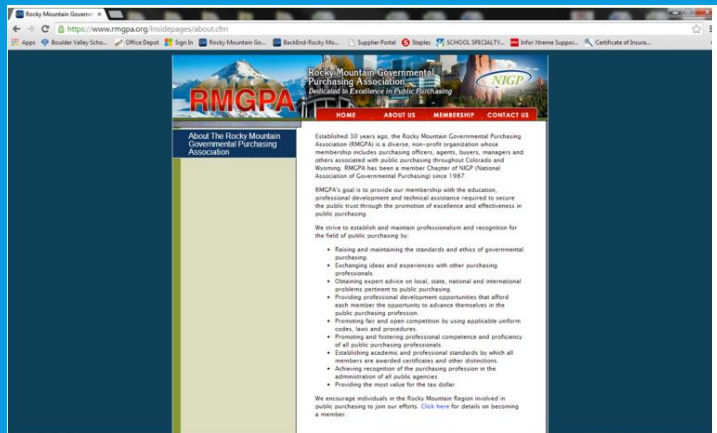 Rocky Mountain Governm
https://www.rmgpa.org/insidepages/about.cfm
Apps Boulder Valley Scho... Office Depot Sign In Rocky Mountain Go... BackEnd-Rocky Mo... Supplier Portal Staples SCHOOL SPECIALTY... Infor Xtreme Suppor... Certificate of Insura...
RMGPA
Rocky Mountain Governmental
Purchasing Association
Dedicated to Excellence in Public Purchasing
NIGP
HOME ABOUT US MEMBERSHIP CONTACT US
About The Rocky Mountain
Governmental Purchasing
Association
Established 30 years ago, the Rocky Mountain Governmental Purchasing
Association (RMGPA) is a diverse, non-profit organization whose
membership includes purchasing officers, agents, buyers, managers and
others associated with public purchasing throughout Colorado and
Wyoming. RMGPA has been a member Chapter of NIGP (National
Association of Governmental Purchasing) since 1987.
RMGPA's goal is to provide our membership with the education,
professional development and technical assistance required to secure
the public trust through the promotion of excellence and effectiveness in
public purchasing.
We strive to establish and maintain professionalism and recognition for
the field of public purchasing by:
• Raising and maintaining the standards and ethics of governmental
purchasing.
• Exchanging ideas and experiences with other purchasing
professionals.
• Obtaining expert advice on local, state, national and international
problems pertinent to public purchasing.
• Providing professional development opportunities that afford
each member the opportunity to advance themselves in the
public purchasing profession.
• Promoting fair and open competition by using applicable uniform
codes, laws and procedures.
• Promoting and fostering professional competence and proficiency
of all public purchasing professionals.
• Establishing academic and professional standards by which all
members are awarded certificates and other distinctions.
• Achieving recognition of the purchasing profession in the
administration of all public agencies.
• Providing the most value for the tax dollar.
We encourage individuals in the Rocky Mountain Region involved in
public purchasing to join our efforts. Click here for details on becoming
a member.